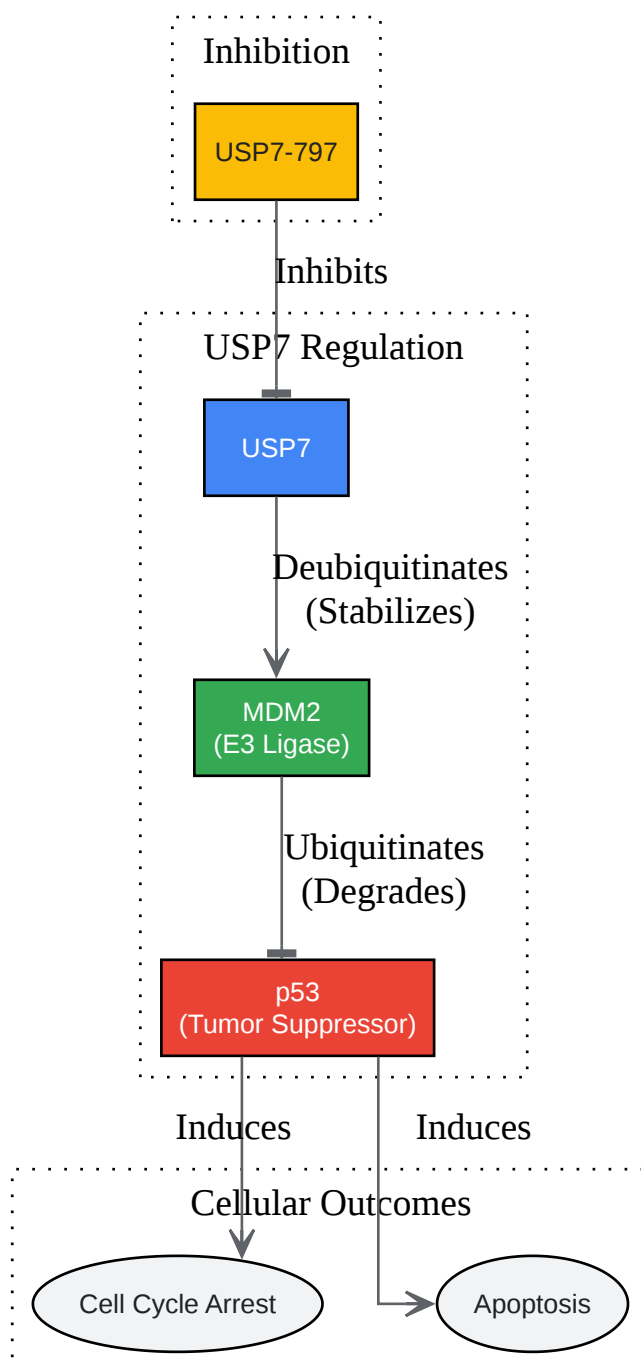 Inhibition
USP7-797
Inhibits
USP7 Regulation
USP7
Deubiquitinates
(Stabilizes)
MDM2
(E3 Ligase)
Ubiquitinates
(Degrades)
p53
(Tumor Suppressor)
Induces
Induces
Cellular Outcomes
Cell Cycle Arrest
Apoptosis